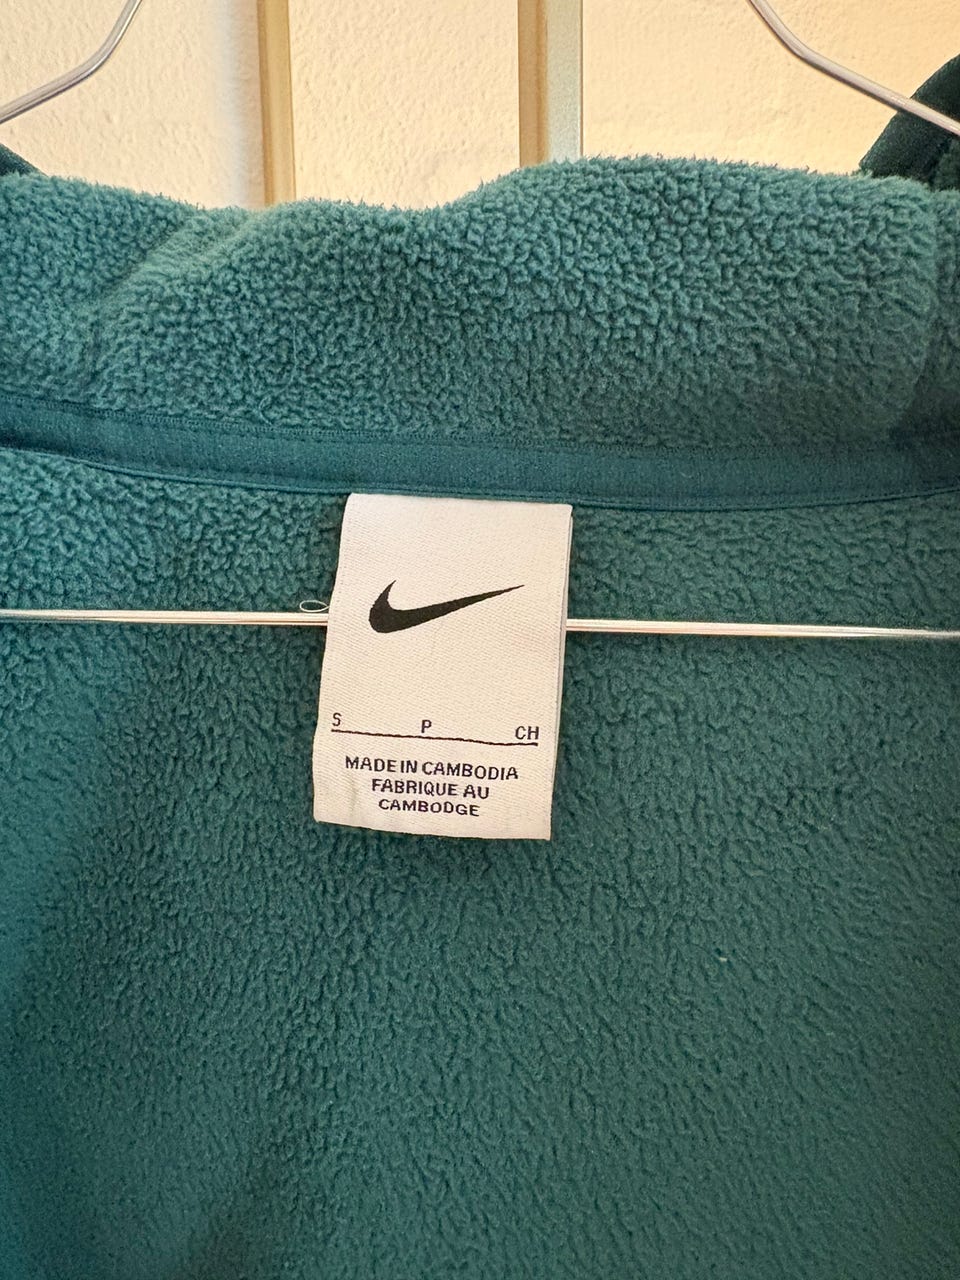 S P CH
MADE IN CAMBODIA
FABRIQUE AU
CAMBODGE